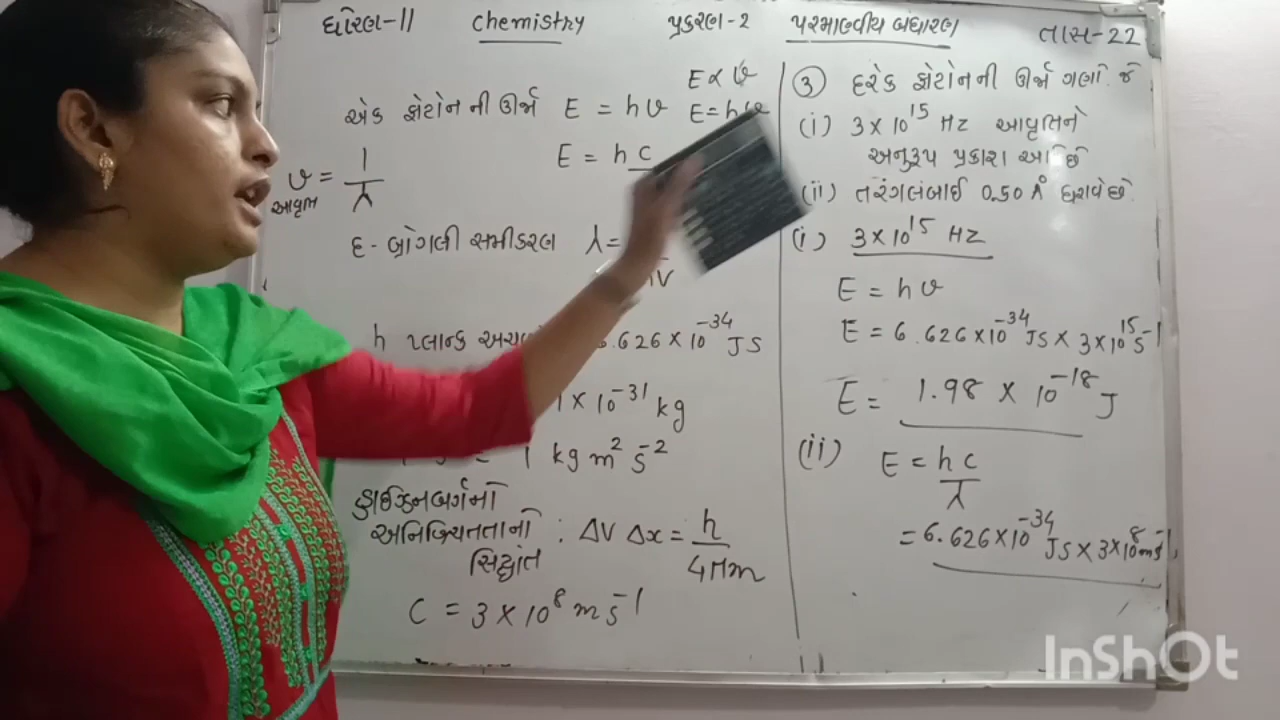 ધોરણ-11 chemistry પ્રકરણ-2 પરમાણ્વીય બંધારણ તાસ-22
E ∝ υ
એક ફોટોન ની ઊર્જા E = hυ E = hυ
E = hc
υ = 1/λ
આવૃત્તિ
દ-બ્રોગલી સમીકરણ λ =
h પ્લાન્ક 6.626 × 10⁻³⁴ JS
1 × 10⁻³¹ kg
1 kg m² s⁻²
હાઈઝેનબર્ગનો
અનિશ્ચિતતાનો : ΔV Δx = h/4πm
સિદ્ધાંત
C = 3 × 10⁸ m s⁻¹
③ દરેક ફોટોનની ઊર્જા ગણો જે
(i) 3 × 10¹⁵ Hz આવૃત્તિને
અનુરૂપ પ્રકાશ આપે છે
(ii) તરંગલંબાઈ 0.50 Å ધરાવે છે.
(i) 3 × 10¹⁵ HZ
E = hυ
E = 6.626 × 10⁻³⁴ JS × 3 × 10¹⁵ s⁻¹
E = 1.98 × 10⁻¹⁸ J
(ii) E = hc/λ
= 6.626 × 10⁻³⁴ JS × 3 × 10⁸ ms⁻¹
InShOt